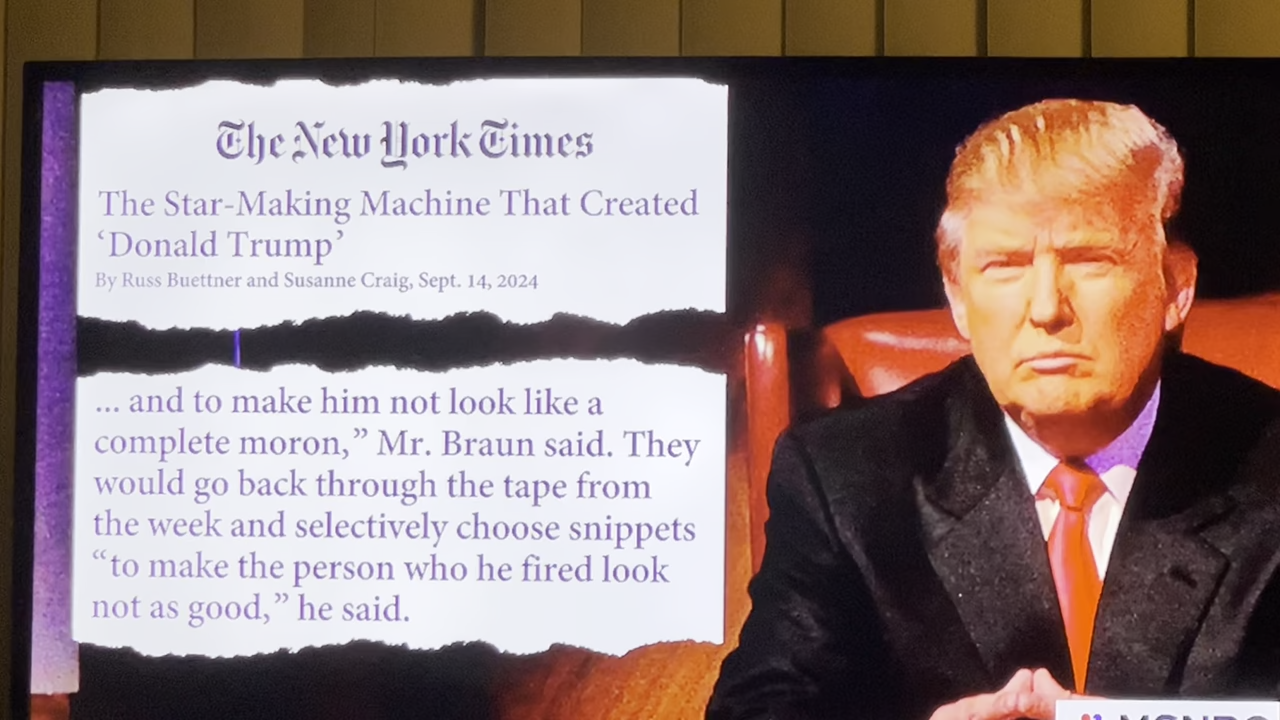 The New York Times
The Star-Making Machine That Created
‘Donald Trump’
By Russ Buettner and Susanne Craig, Sept. 14, 2024
... and to make him not look like a
complete moron,” Mr. Braun said. They
would go back through the tape from
the week and selectively choose snippets
“to make the person who he fired look
not as good,” he said.